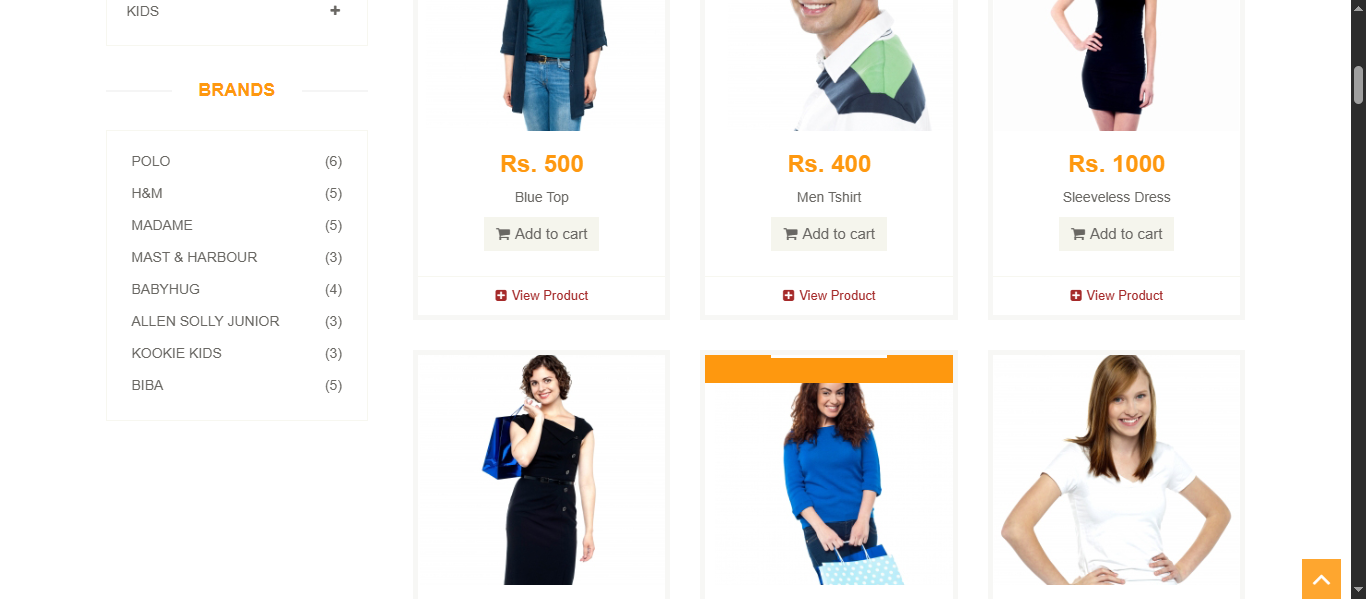 KIDS
BRANDS
POLO (6)
H&M (5)
MADAME (5)
MAST & HARBOUR (3)
BABYHUG (4)
ALLEN SOLLY JUNIOR (3)
KOOKIE KIDS (3)
BIBA (5)
Rs. 500
Blue Top
Add to cart
View Product
Rs. 400
Men Tshirt
Add to cart
View Product
Rs. 1000
Sleeveless Dress
Add to cart
View Product